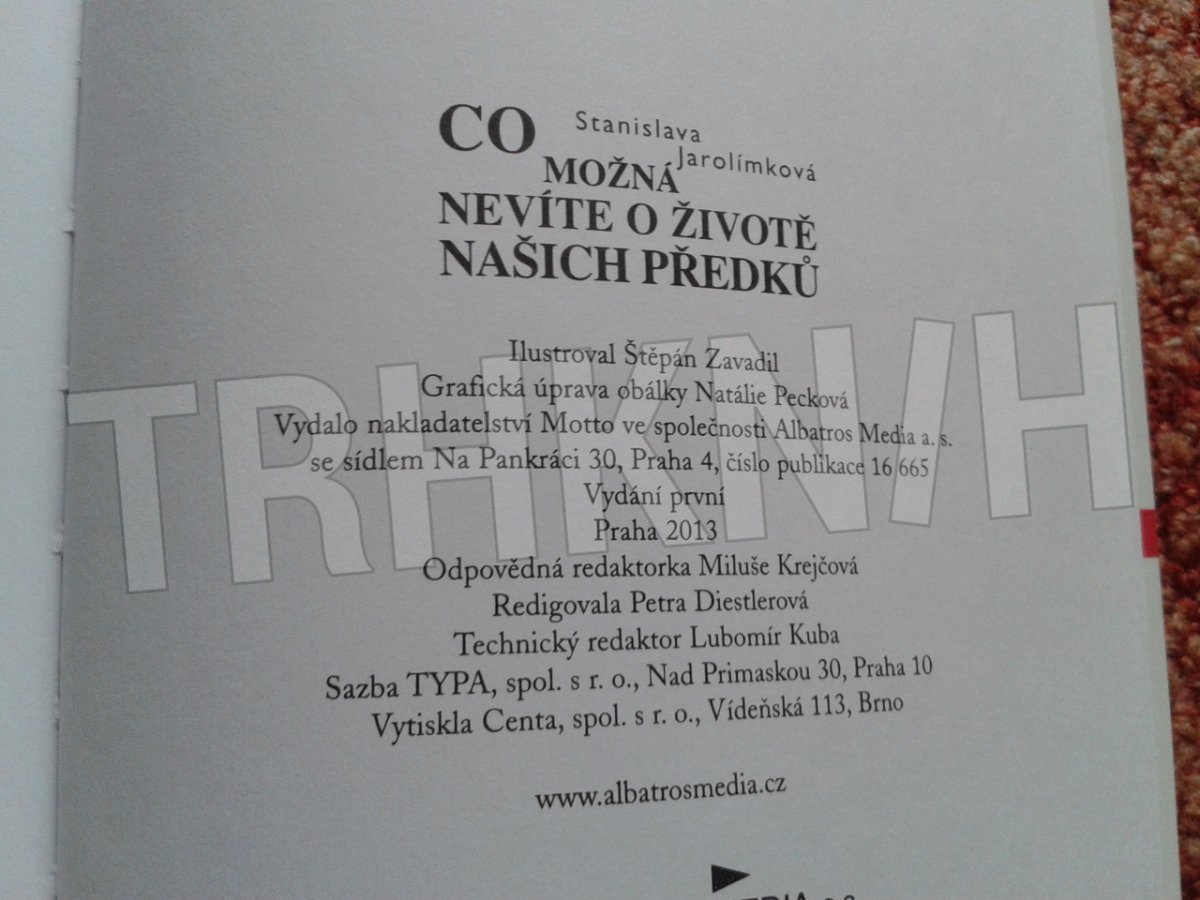 CO Stanislava
Jarolímková
MOŽNÁ
NEVÍTE O ŽIVOTĚ
NAŠICH PŘEDKŮ
Ilustroval Štěpán Zavadil
Grafická úprava obálky Natálie Pecková
Vydalo nakladatelství Motto ve společnosti Albatros Media a. s.
se sídlem Na Pankráci 30, Praha 4, číslo publikace 16 665
Vydání první
Praha 2013
Odpovědná redaktorka Miluše Krejčová
Redigovala Petra Diestlerová
Technický redaktor Lubomír Kuba
Sazba TYPA, spol. s r. o., Nad Primaskou 30, Praha 10
Vytiskla Centa, spol. s r. o., Vídeňská 113, Brno
www.albatrosmedia.cz
TRHKN/H